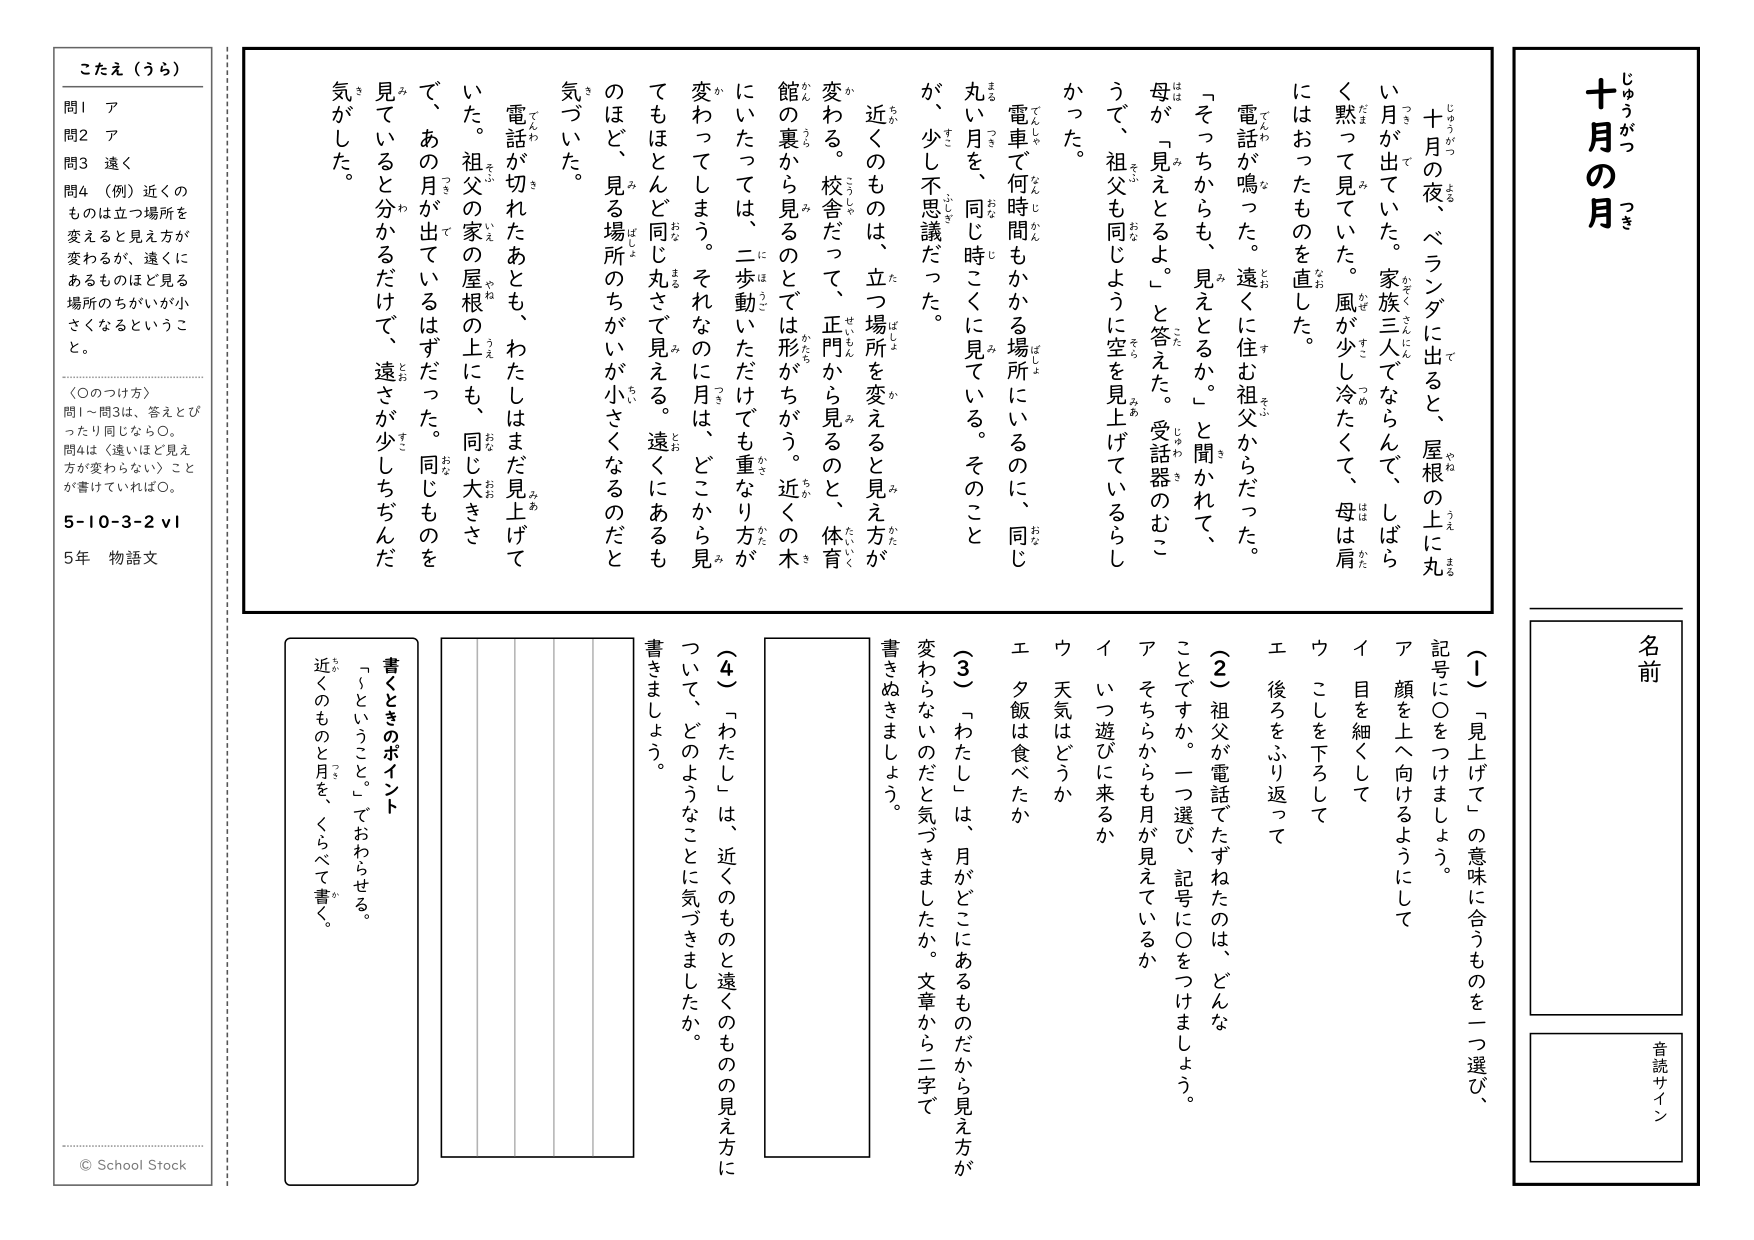 十月の月
じゅうがつ　つき
名前
音読サイン
十月の夜、ベランダに出ると、屋根の上に丸
い月が出ていた。家族三人でならんで、しばら
く黙って見ていた。風が少し冷たくて、母は肩
にはおったものを直した。
電話が鳴った。遠くに住む祖父からだった。
「そっちからも、見えとるか。」と聞かれて、
母が「見えとるよ。」と答えた。受話器のむこ
うで、祖父も同じように空を見上げているらし
かった。
電車で何時間もかかる場所にいるのに、同じ
丸い月を、同じ時こくに見ている。そのこと
が、少し不思議だった。
近くのものは、立つ場所を変えると見え方が
変わる。校舎だって、正門から見るのと、体育
館の裏から見るのとでは形がちがう。近くの木
にいたっては、二歩動いただけでも重なり方が
変わってしまう。それなのに月は、どこから見
てもほとんど同じ丸さで見える。遠くにあるも
のほど、見る場所のちがいが小さくなるのだと
気づいた。
電話が切れたあとも、わたしはまだ見上げて
いた。祖父の家の屋根の上にも、同じ大きさ
で、あの月が出ているはずだった。同じものを
見ていると分かるだけで、遠さが少しちぢんだ
気がした。
（1）「見上げて」の意味に合うものを一つ選び、
記号に〇をつけましょう。
ア　顔を上へ向けるようにして
イ　目を細くして
ウ　こしを下ろして
エ　後ろをふり返って
（2）祖父が電話でたずねたのは、どんな
ことですか。一つ選び、記号に〇をつけましょう。
ア　そちらからも月が見えているか
イ　いつ遊びに来るか
ウ　天気はどうか
エ　夕飯は食べたか
（3）「わたし」は、月がどこにあるものだから見え方が
変わらないのだと気づきましたか。文章から二字で
書きぬきましょう。
（4）「わたし」は、近くのものと遠くのものの見え方に
ついて、どのようなことに気づきましたか。
書きましょう。
書くときのポイント
「〜ということ。」でおわらせる。
近くのものと月を、くらべて書く。
こたえ（うら）
問1　ア
問2　ア
問3　遠く
問4　（例）近くの
ものは立つ場所を
変えると見え方が
変わるが、遠くに
あるものほど見る
場所のちがいが小
さくなるというこ
と。
〈〇のつけ方〉
問1〜問3は、答えとぴ
ったり同じなら〇。
問4は〈遠いほど見え
方が変わらない〉こと
が書けていれば〇。
5-10-3-2 v1
5年　物語文
© School Stock